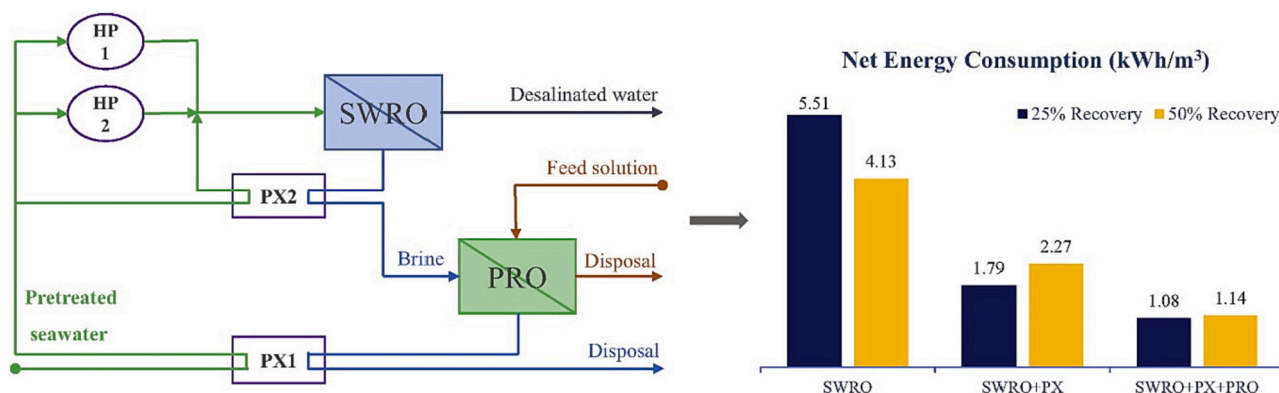 HP
1
HP
2
SWRO
Desalinated water
Feed solution
PX2
Brine
PRO
Disposal
Pretreated
seawater
PX1
Disposal
Net Energy Consumption (kWh/m³)
25% Recovery 50% Recovery
5.51
4.13
1.79
2.27
1.08
1.14
SWRO SWRO+PX SWRO+PX+PRO